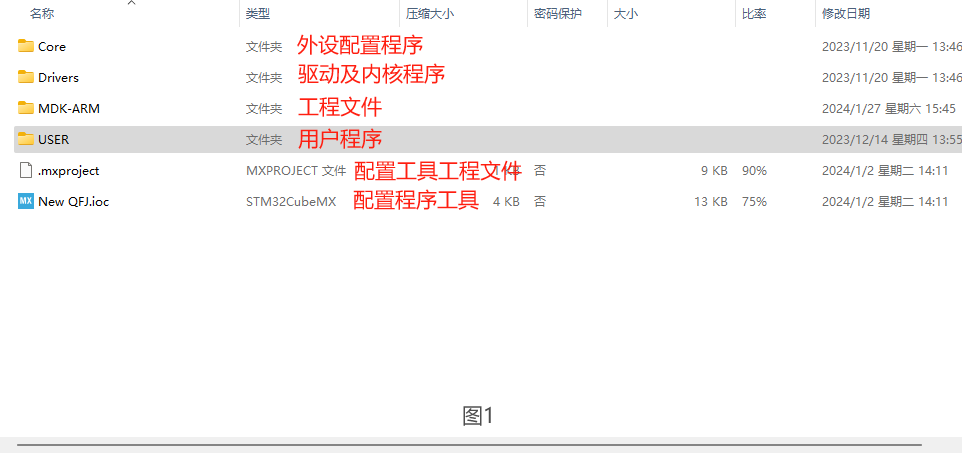 名称 类型 压缩大小 密码保护 大小 比率 修改日期
Core 文件夹 外设配置程序 2023/11/20 星期一 13:46
Drivers 文件夹 驱动及内核程序 2023/11/20 星期一 13:46
MDK-ARM 文件夹 工程文件 2024/1/27 星期六 15:45
USER 文件夹 用户程序 2023/12/14 星期四 13:55
.mxproject MXPROJECT 文件 配置工具工程文件 否 9 KB 90% 2024/1/2 星期二 14:11
MX New QFJ.ioc STM32CubeMX 配置程序工具 4 KB 否 13 KB 75% 2024/1/2 星期二 14:11
图1